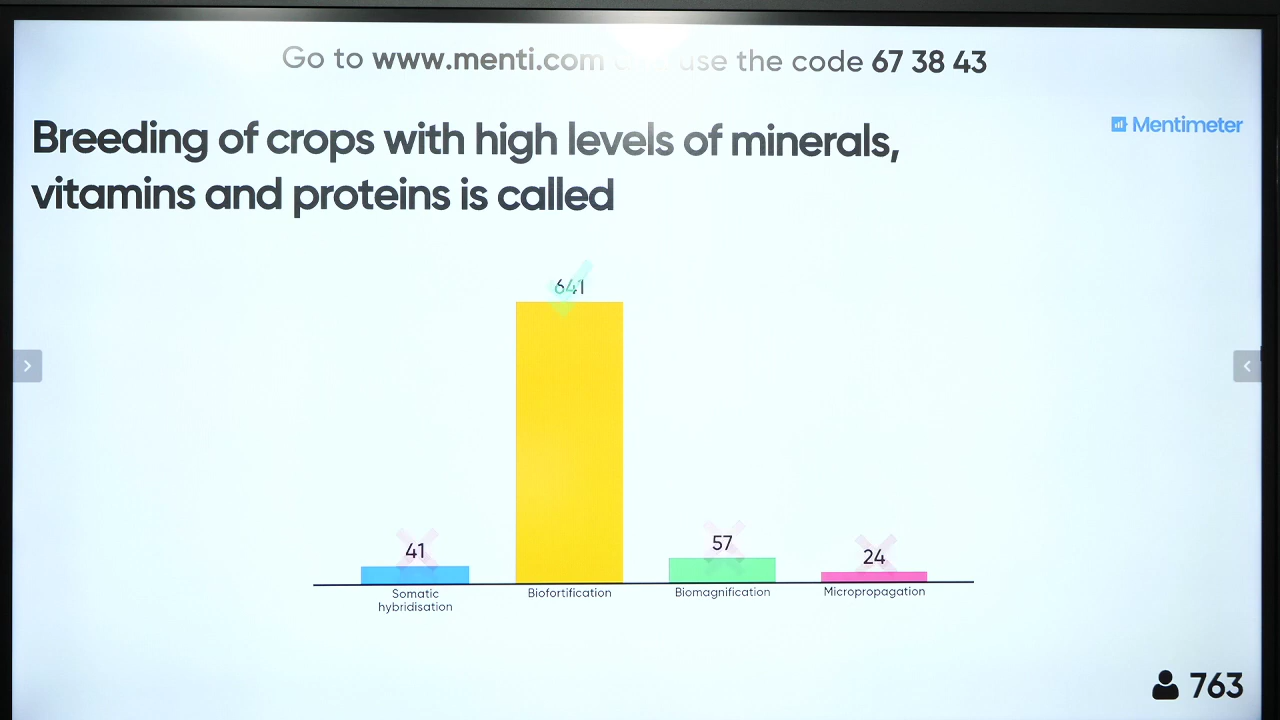 Go to www.menti.com use the code 67 38 43
Breeding of crops with high levels of minerals,
vitamins and proteins is called
Mentimeter
641
41
57
24
Somatic
hybridisation
Biofortification
Biomagnification
Micropropagation
763